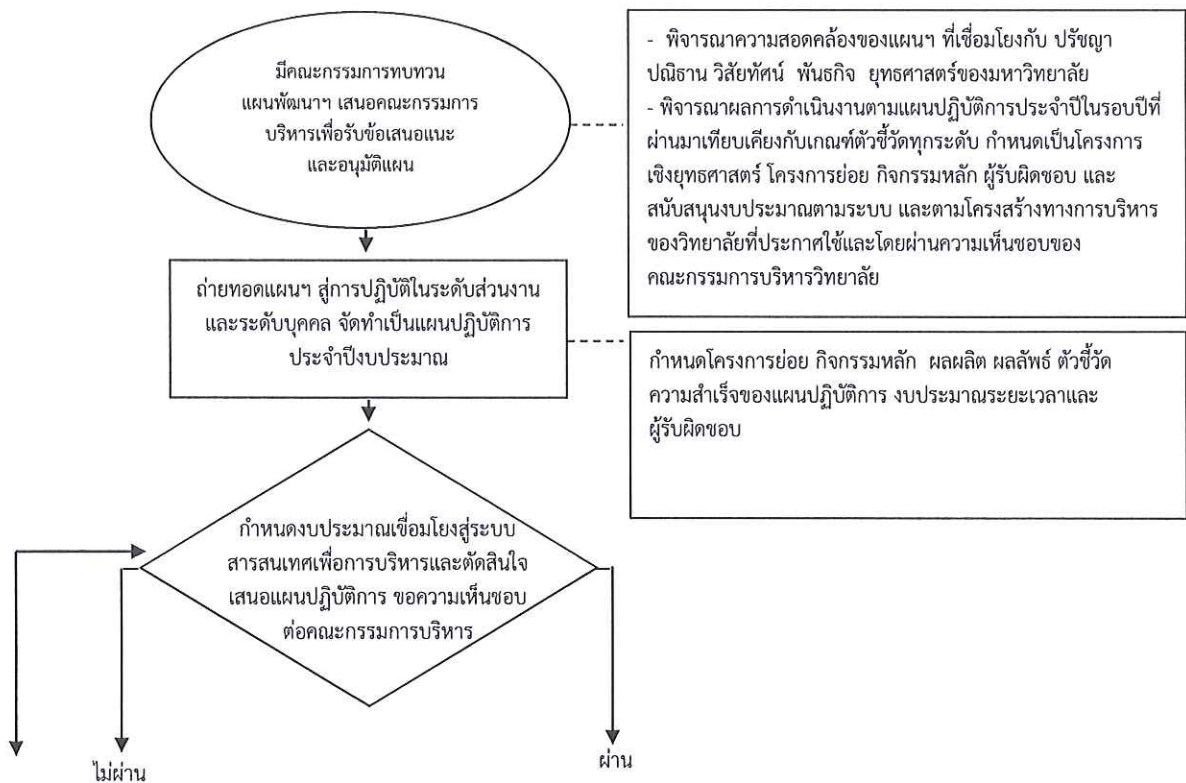 มีคณะกรรมการทบทวน
แผนพัฒนาฯ เสนอคณะกรรมการ
บริหารเพื่อรับข้อเสนอแนะ
และอนุมัติแผน
- พิจารณาความสอดคล้องของแผนฯ ที่เชื่อมโยงกับ ปรัชญา
ปณิธาน วิสัยทัศน์ พันธกิจ ยุทธศาสตร์ของมหาวิทยาลัย
- พิจารณาผลการดำเนินงานตามแผนปฏิบัติการประจำปีในรอบปีที่
ผ่านมาเทียบเคียงกับเกณฑ์ตัวชี้วัดทุกระดับ กำหนดเป็นโครงการ
เชิงยุทธศาสตร์ โครงการย่อย กิจกรรมหลัก ผู้รับผิดชอบ และ
สนับสนุนงบประมาณตามระบบ และตามโครงสร้างทางการบริหาร
ของวิทยาลัยที่ประกาศใช้และโดยผ่านความเห็นชอบของ
คณะกรรมการบริหารวิทยาลัย
ถ่ายทอดแผนฯ สู่การปฏิบัติในระดับส่วนงาน
และระดับบุคคล จัดทำเป็นแผนปฏิบัติการ
ประจำปีงบประมาณ
กำหนดโครงการย่อย กิจกรรมหลัก ผลผลิต ผลลัพธ์ ตัวชี้วัด
ความสำเร็จของแผนปฏิบัติการ งบประมาณระยะเวลาและ
ผู้รับผิดชอบ
กำหนดงบประมาณเชื่อมโยงสู่ระบบ
สารสนเทศเพื่อการบริหารและตัดสินใจ
เสนอแผนปฏิบัติการ ขอความเห็นชอบ
ต่อคณะกรรมการบริหาร
ไม่ผ่าน
ผ่าน